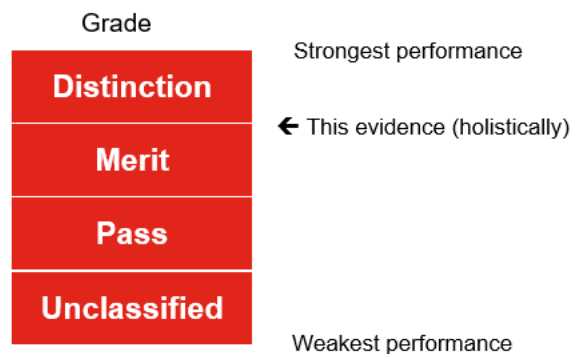 Grade
Strongest performance
Distinction
← This evidence (holistically)
Merit
Pass
Unclassified
Weakest performance